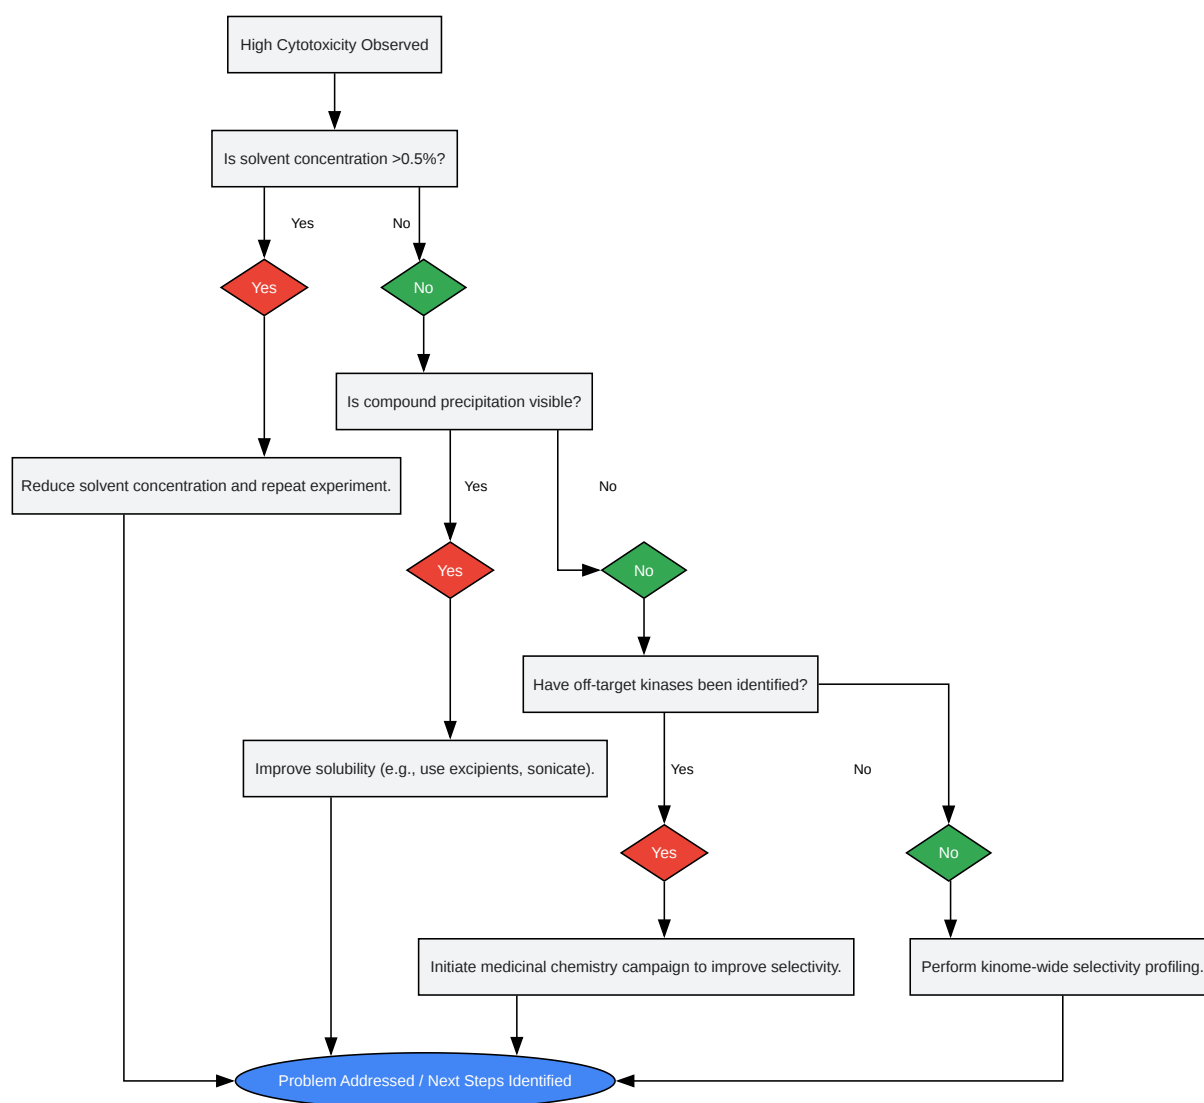 High Cytotoxicity Observed
Is solvent concentration >0.5%?
Yes
No
Yes
No
Is compound precipitation visible?
Reduce solvent concentration and repeat experiment.
Yes
No
Yes
No
Have off-target kinases been identified?
Improve solubility (e.g., use excipients, sonicate).
Yes
No
Yes
No
Initiate medicinal chemistry campaign to improve selectivity.
Perform kinome-wide selectivity profiling.
Problem Addressed / Next Steps Identified